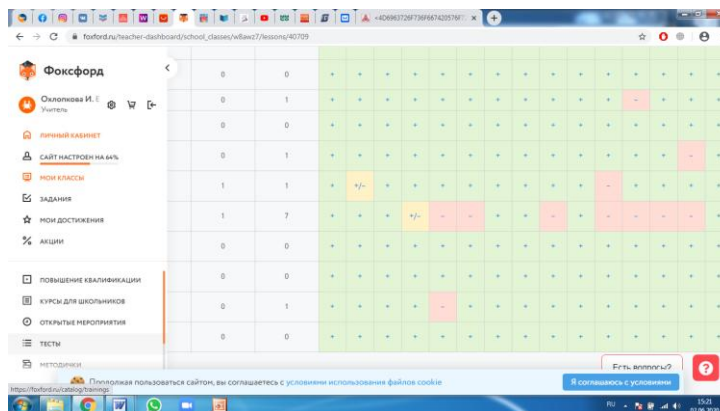 =4D6963726F736F667420576F72
foxford.ru/teacher-dashboard/school_classes/w8awz7/lessons/40709
Фоксфорд
Охлопкова И. Е
Учитель
ЛИЧНЫЙ КАБИНЕТ
САЙТ НАСТРОЕН НА 64%
МОИ КЛАССЫ
ЗАДАНИЯ
МОИ ДОСТИЖЕНИЯ
% АКЦИИ
ПОВЫШЕНИЕ КВАЛИФИКАЦИИ
КУРСЫ ДЛЯ ШКОЛЬНИКОВ
ОТКРЫТЫЕ МЕРОПРИЯТИЯ
ТЕСТЫ
МЕТОДИЧКИ
0 0 + + + + + + + + + + + + + + +
0 1 + + + + + + + + + + + - + + +
0 0 + + + + + + + + + + + + + + +
0 1 + + + + + + + + + + + + + - +
1 1 + +/- + + + + + + + + - + + + +
1 7 + + + +/- - - + + - + - - - - +
0 0 + + + + + + + + + + + + + + +
0 0 + + + + + + + + + + + + + + +
0 1 + + + + - + + + + + + + + + +
0 0 + + + + + + + + + + + + + + +
Есть вопросы?
?
Продолжая пользоваться сайтом, вы соглашаетесь с условиями использования файлов cookie
Я соглашаюсь с условиями
https://foxford.ru/catalog/trainings
RU
15:21